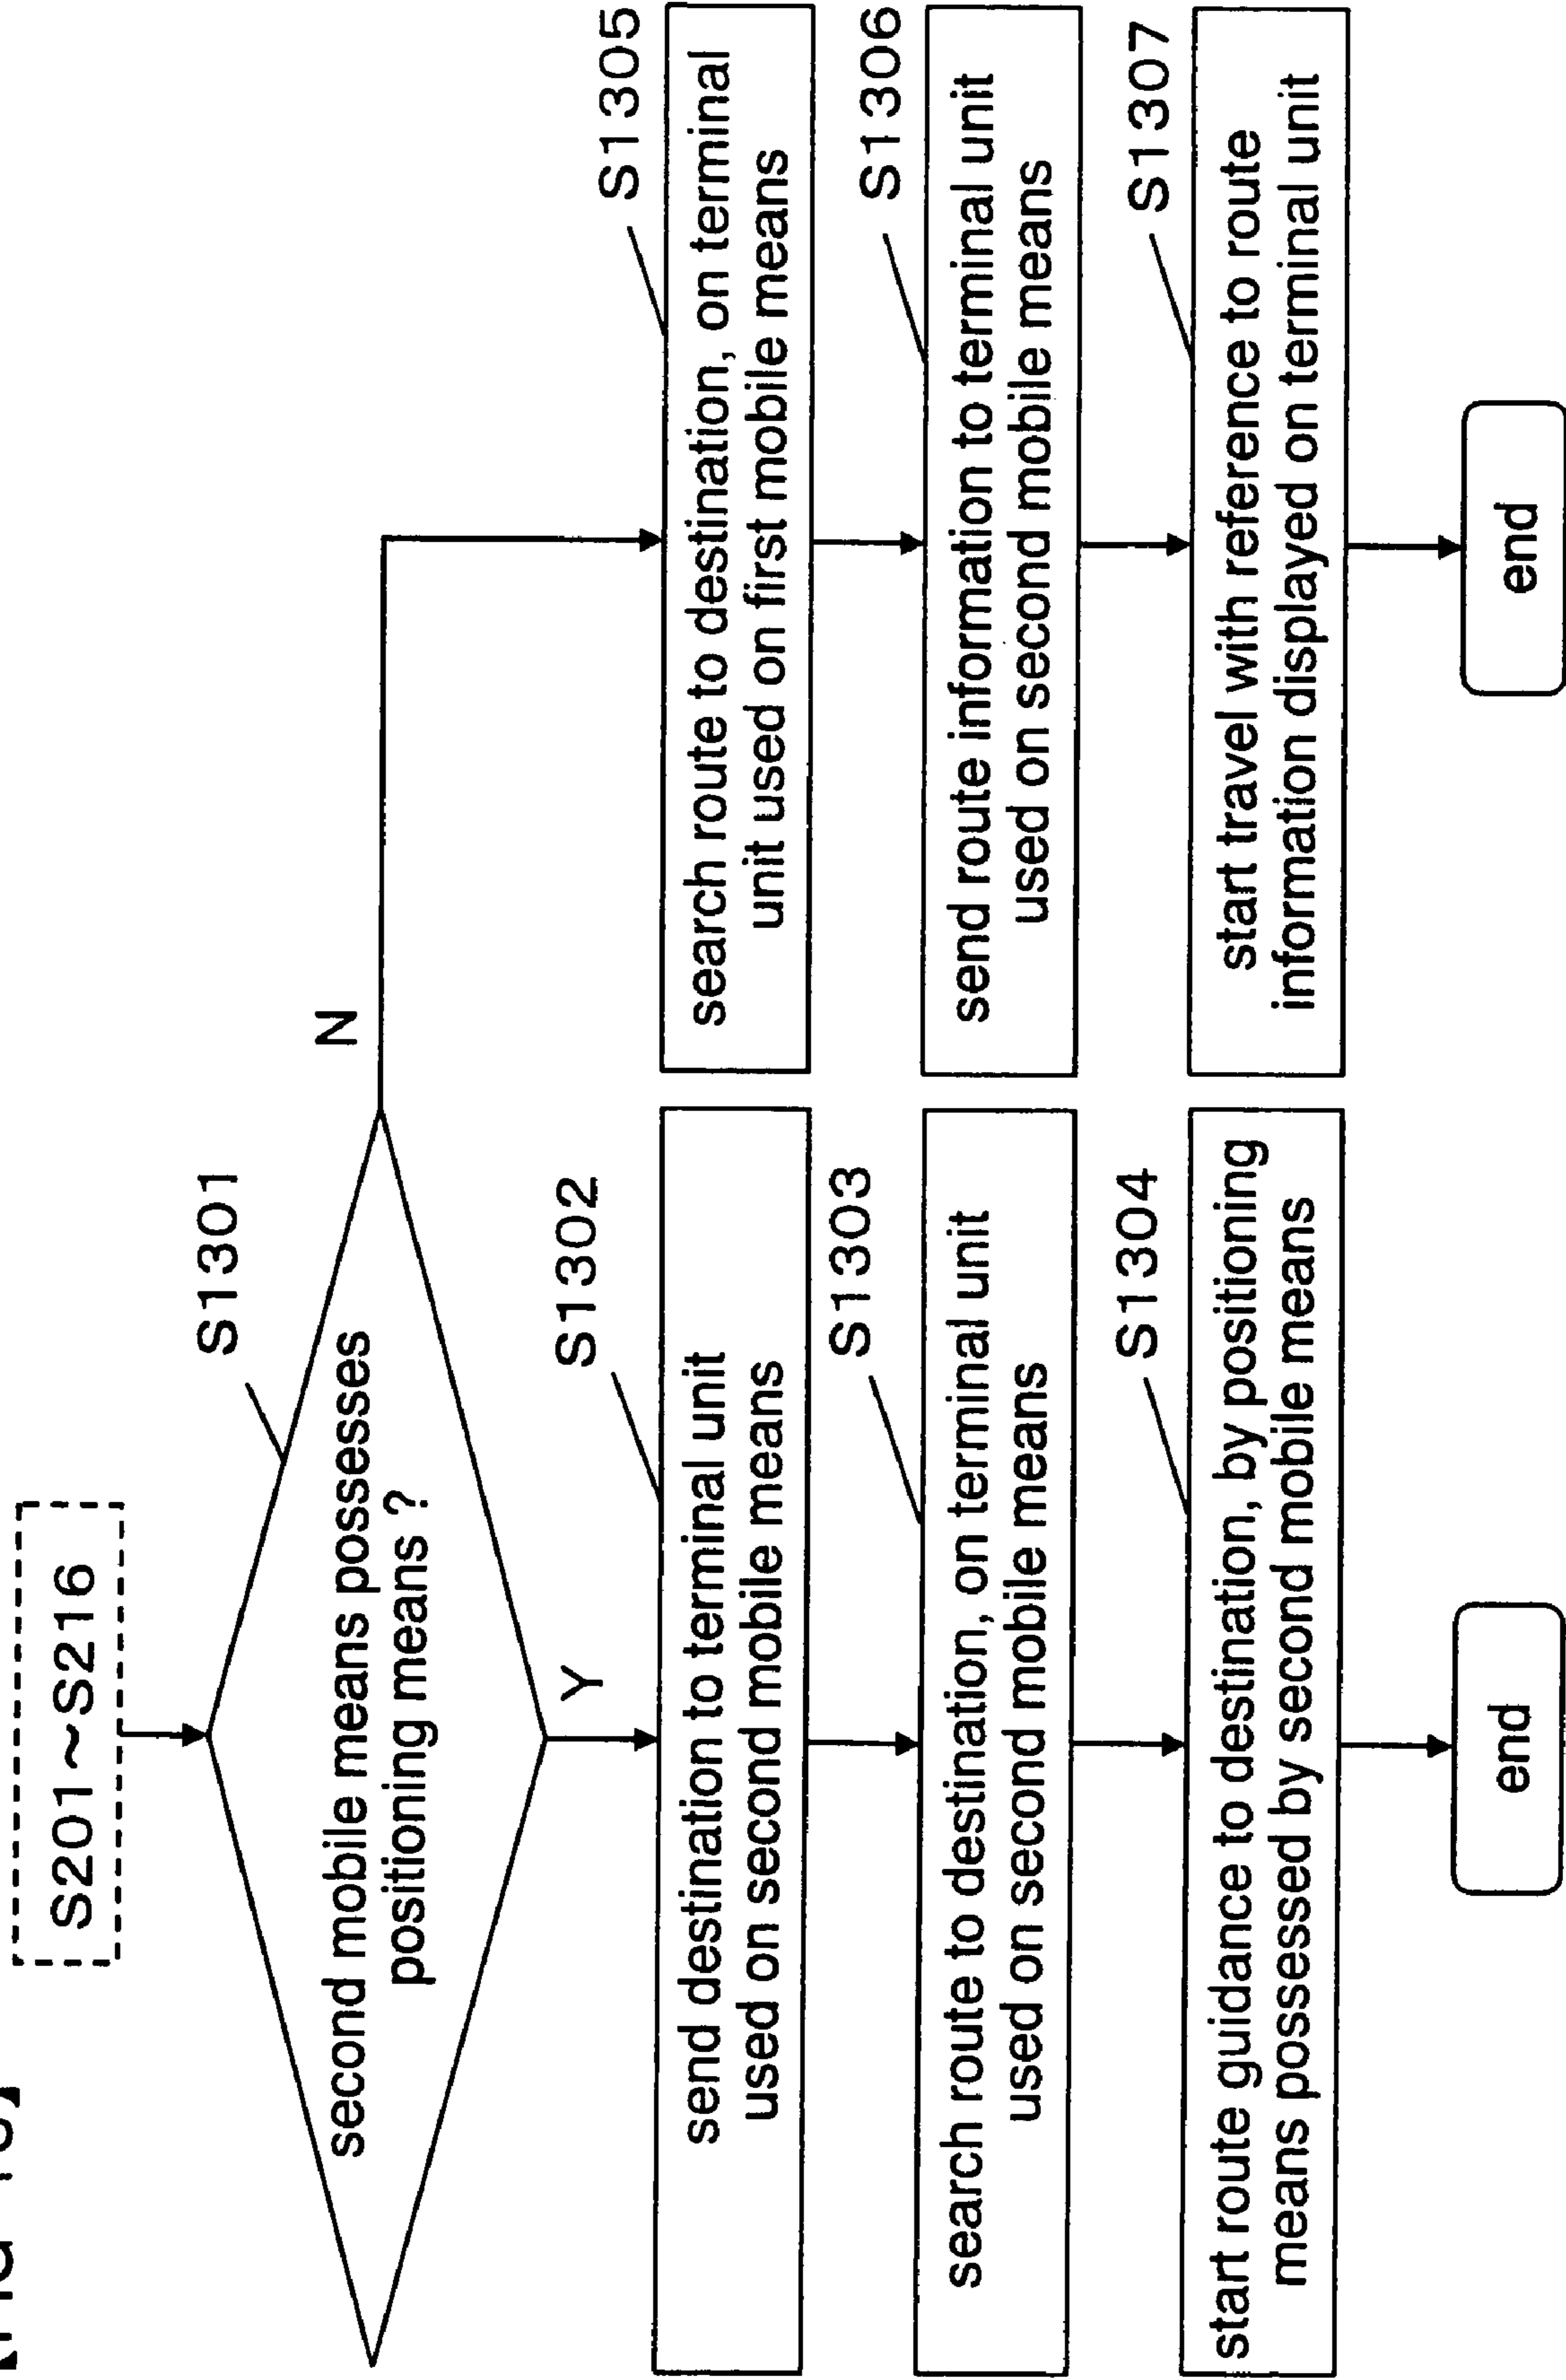 S201~S216
S1301
second mobile means possesses
positioning means ?
N
Y
S1302
send destination to terminal unit
used on second mobile means
S1303
search route to destination, on terminal unit
used on second mobile means
S1304
start route guidance to destination, by positioning
means possessed by second mobile means
end
S1305
search route to destination, on terminal
unit used on first mobile means
S1306
send route information to terminal unit
used on second mobile means
S1307
start travel with reference to route
information displayed on terminal unit
end